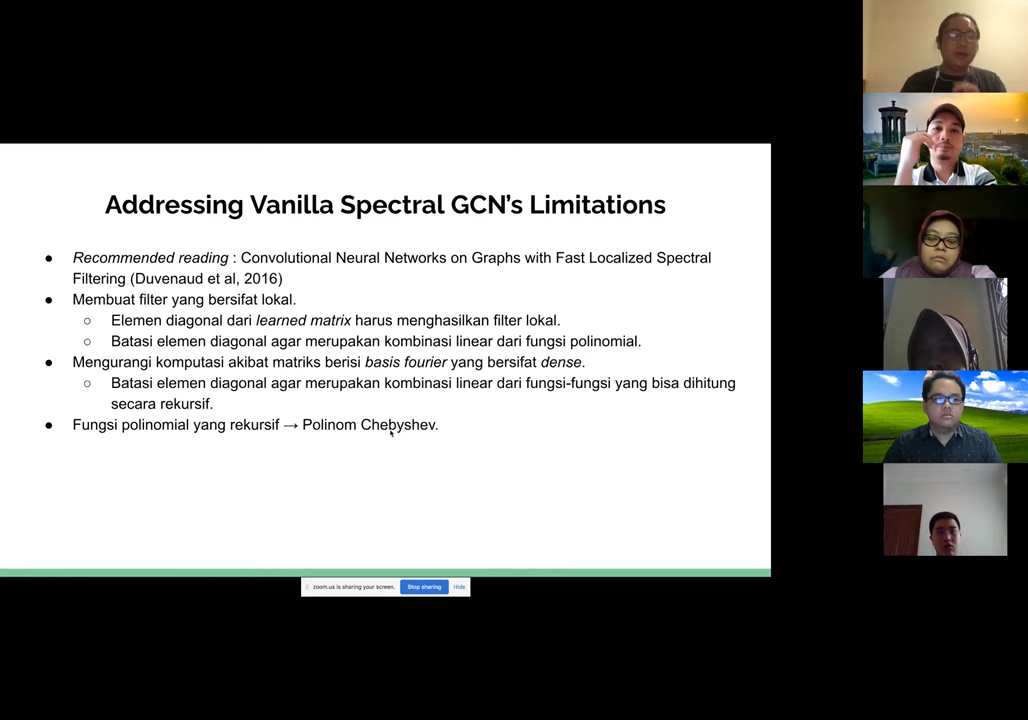 Addressing Vanilla Spectral GCN's Limitations
● Recommended reading : Convolutional Neural Networks on Graphs with Fast Localized Spectral
Filtering (Duvenaud et al, 2016)
● Membuat filter yang bersifat lokal.
○ Elemen diagonal dari learned matrix harus menghasilkan filter lokal.
○ Batasi elemen diagonal agar merupakan kombinasi linear dari fungsi polinomial.
● Mengurangi komputasi akibat matriks berisi basis fourier yang bersifat dense.
○ Batasi elemen diagonal agar merupakan kombinasi linear dari fungsi-fungsi yang bisa dihitung
secara rekursif.
● Fungsi polinomial yang rekursif → Polinom Chebyshev.
zoom.us is sharing your screen. Stop sharing Hide